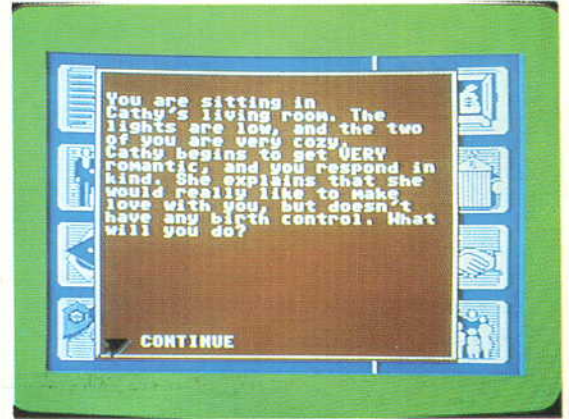 You are sitting in
Cathy's living room. The
lights are low, and the two
of you are very cozy.
Cathy begins to get VERY
romantic, and you respond in
kind. She explains that she
would really like to make
love with you, but doesn't
have any birth control. What
will you do?
CONTINUE